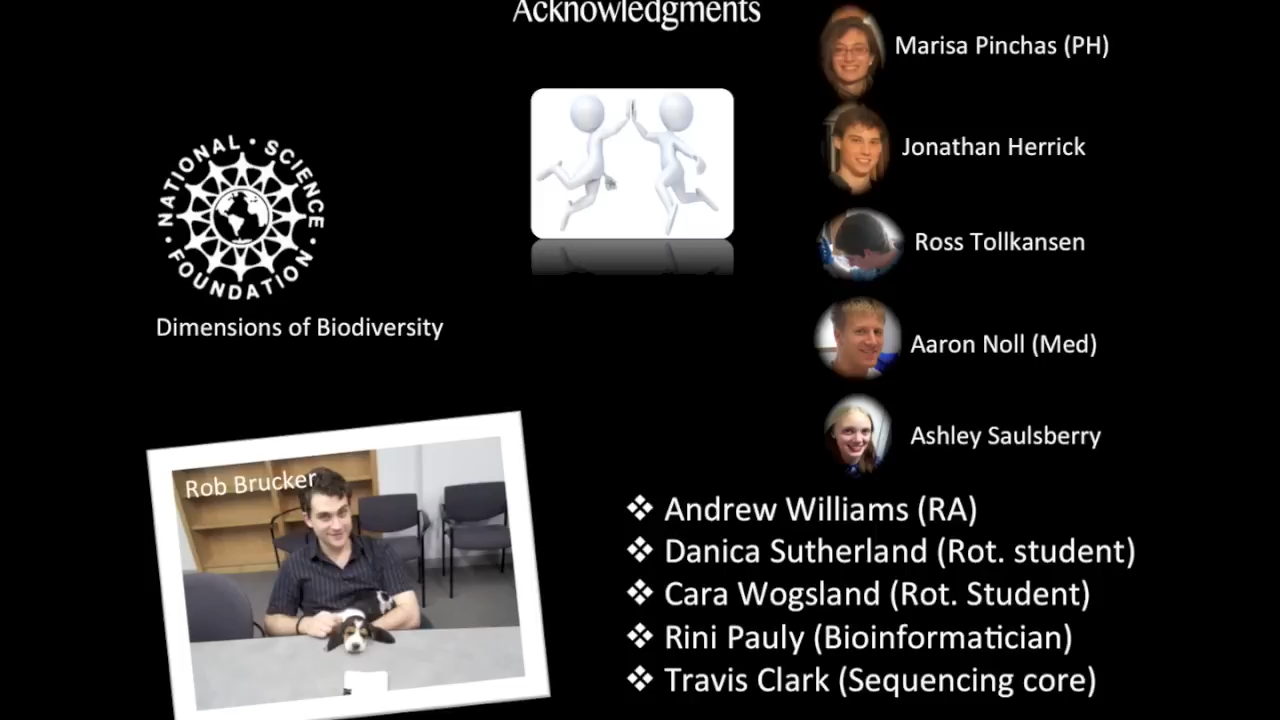 Acknowledgments
Marisa Pinchas (PH)
Jonathan Herrick
NATIONAL • SCIENCE • FOUNDATION •
Ross Tollkansen
Dimensions of Biodiversity
Aaron Noll (Med)
Ashley Saulsberry
Rob Brucker
❖ Andrew Williams (RA)
❖ Danica Sutherland (Rot. student)
❖ Cara Wogsland (Rot. Student)
❖ Rini Pauly (Bioinformatician)
❖ Travis Clark (Sequencing core)